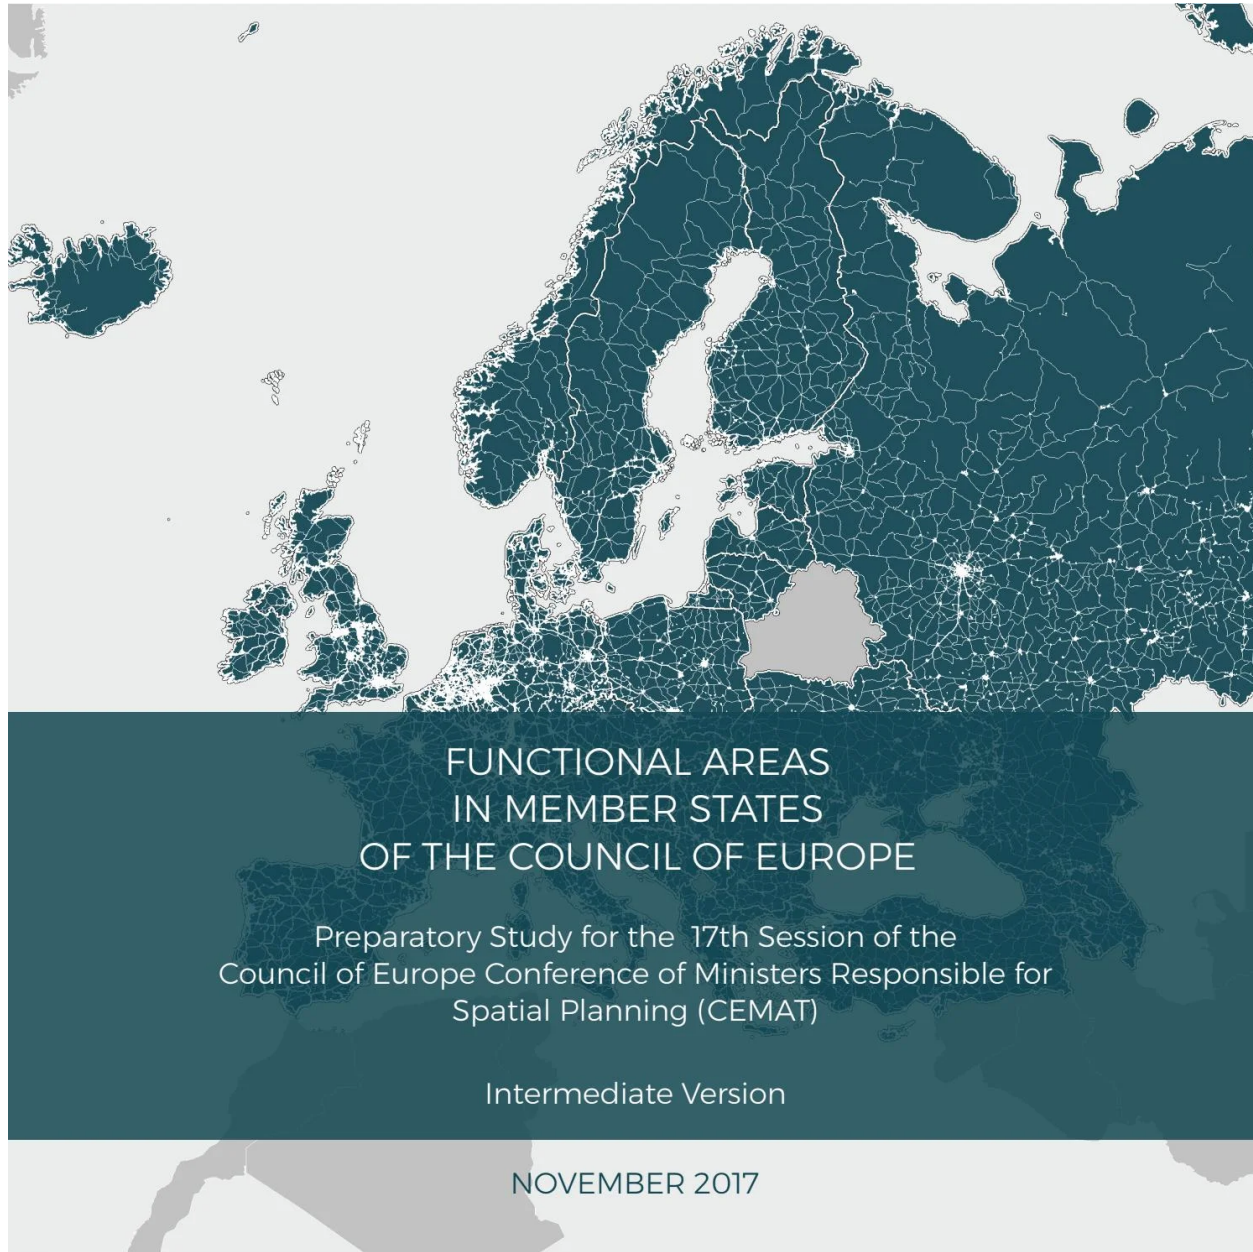 FUNCTIONAL AREAS
IN MEMBER STATES
OF THE COUNCIL OF EUROPE
Preparatory Study for the 17th Session of the
Council of Europe Conference of Ministers Responsible for
Spatial Planning (CEMAT)
Intermediate Version
NOVEMBER 2017